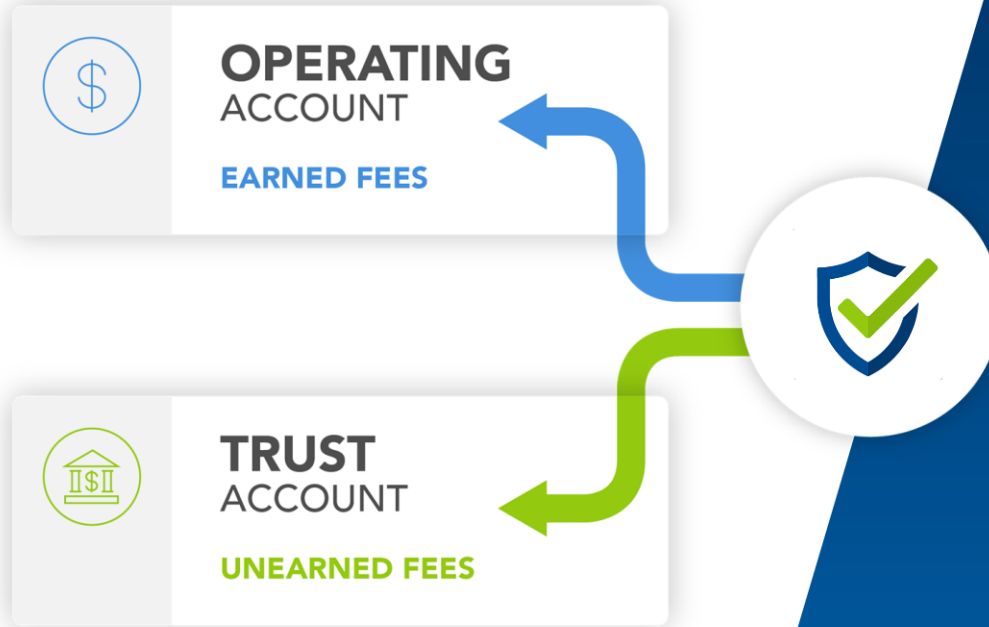 $
OPERATING
ACCOUNT
EARNED FEES
$
TRUST
ACCOUNT
UNEARNED FEES